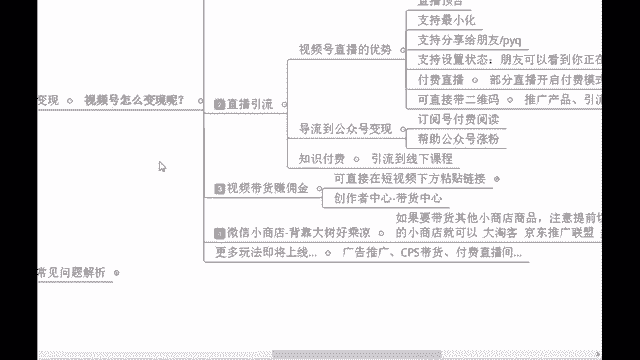 直播预告
支持最小化
视频号直播的优势
支持分享给朋友/pyq
支持设置状态：朋友可以看到你正在
付费直播 部分直播开启付费模式
变现 视频号怎么变现呢？
2 直播引流
可直接带二维码 推广产品、引流
导流到公众号变现
订阅号付费阅读
帮助公众号涨粉
知识付费 引流到线下课程
3 视频带货赚佣金
可直接在短视频下方粘贴链接
创作者中心-带货中心
如果要带货其他小商店商品，注意提前
微信小商店-背靠大树好乘凉
的小商店就可以 大淘客 京东推广联盟
更多玩法即将上线... 广告推广、CPS带货、付费直播间...
常见问题解析